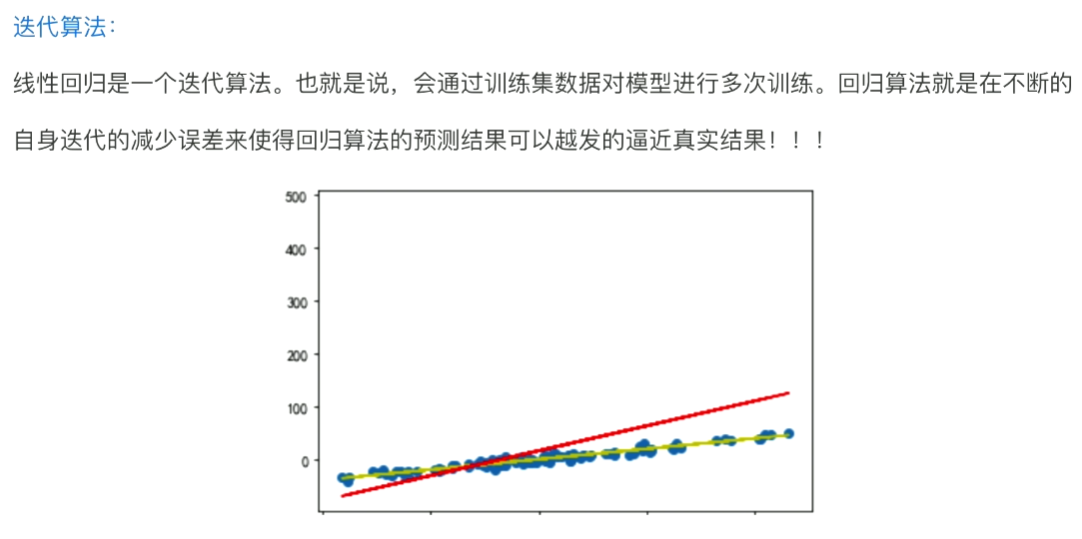 迭代算法：
线性回归是一个迭代算法。也就是说，会通过训练集数据对模型进行多次训练。回归算法就是在不断的
自身迭代的减少误差来使得回归算法的预测结果可以越发的逼近真实结果！！！
500
400
300
200
100
0